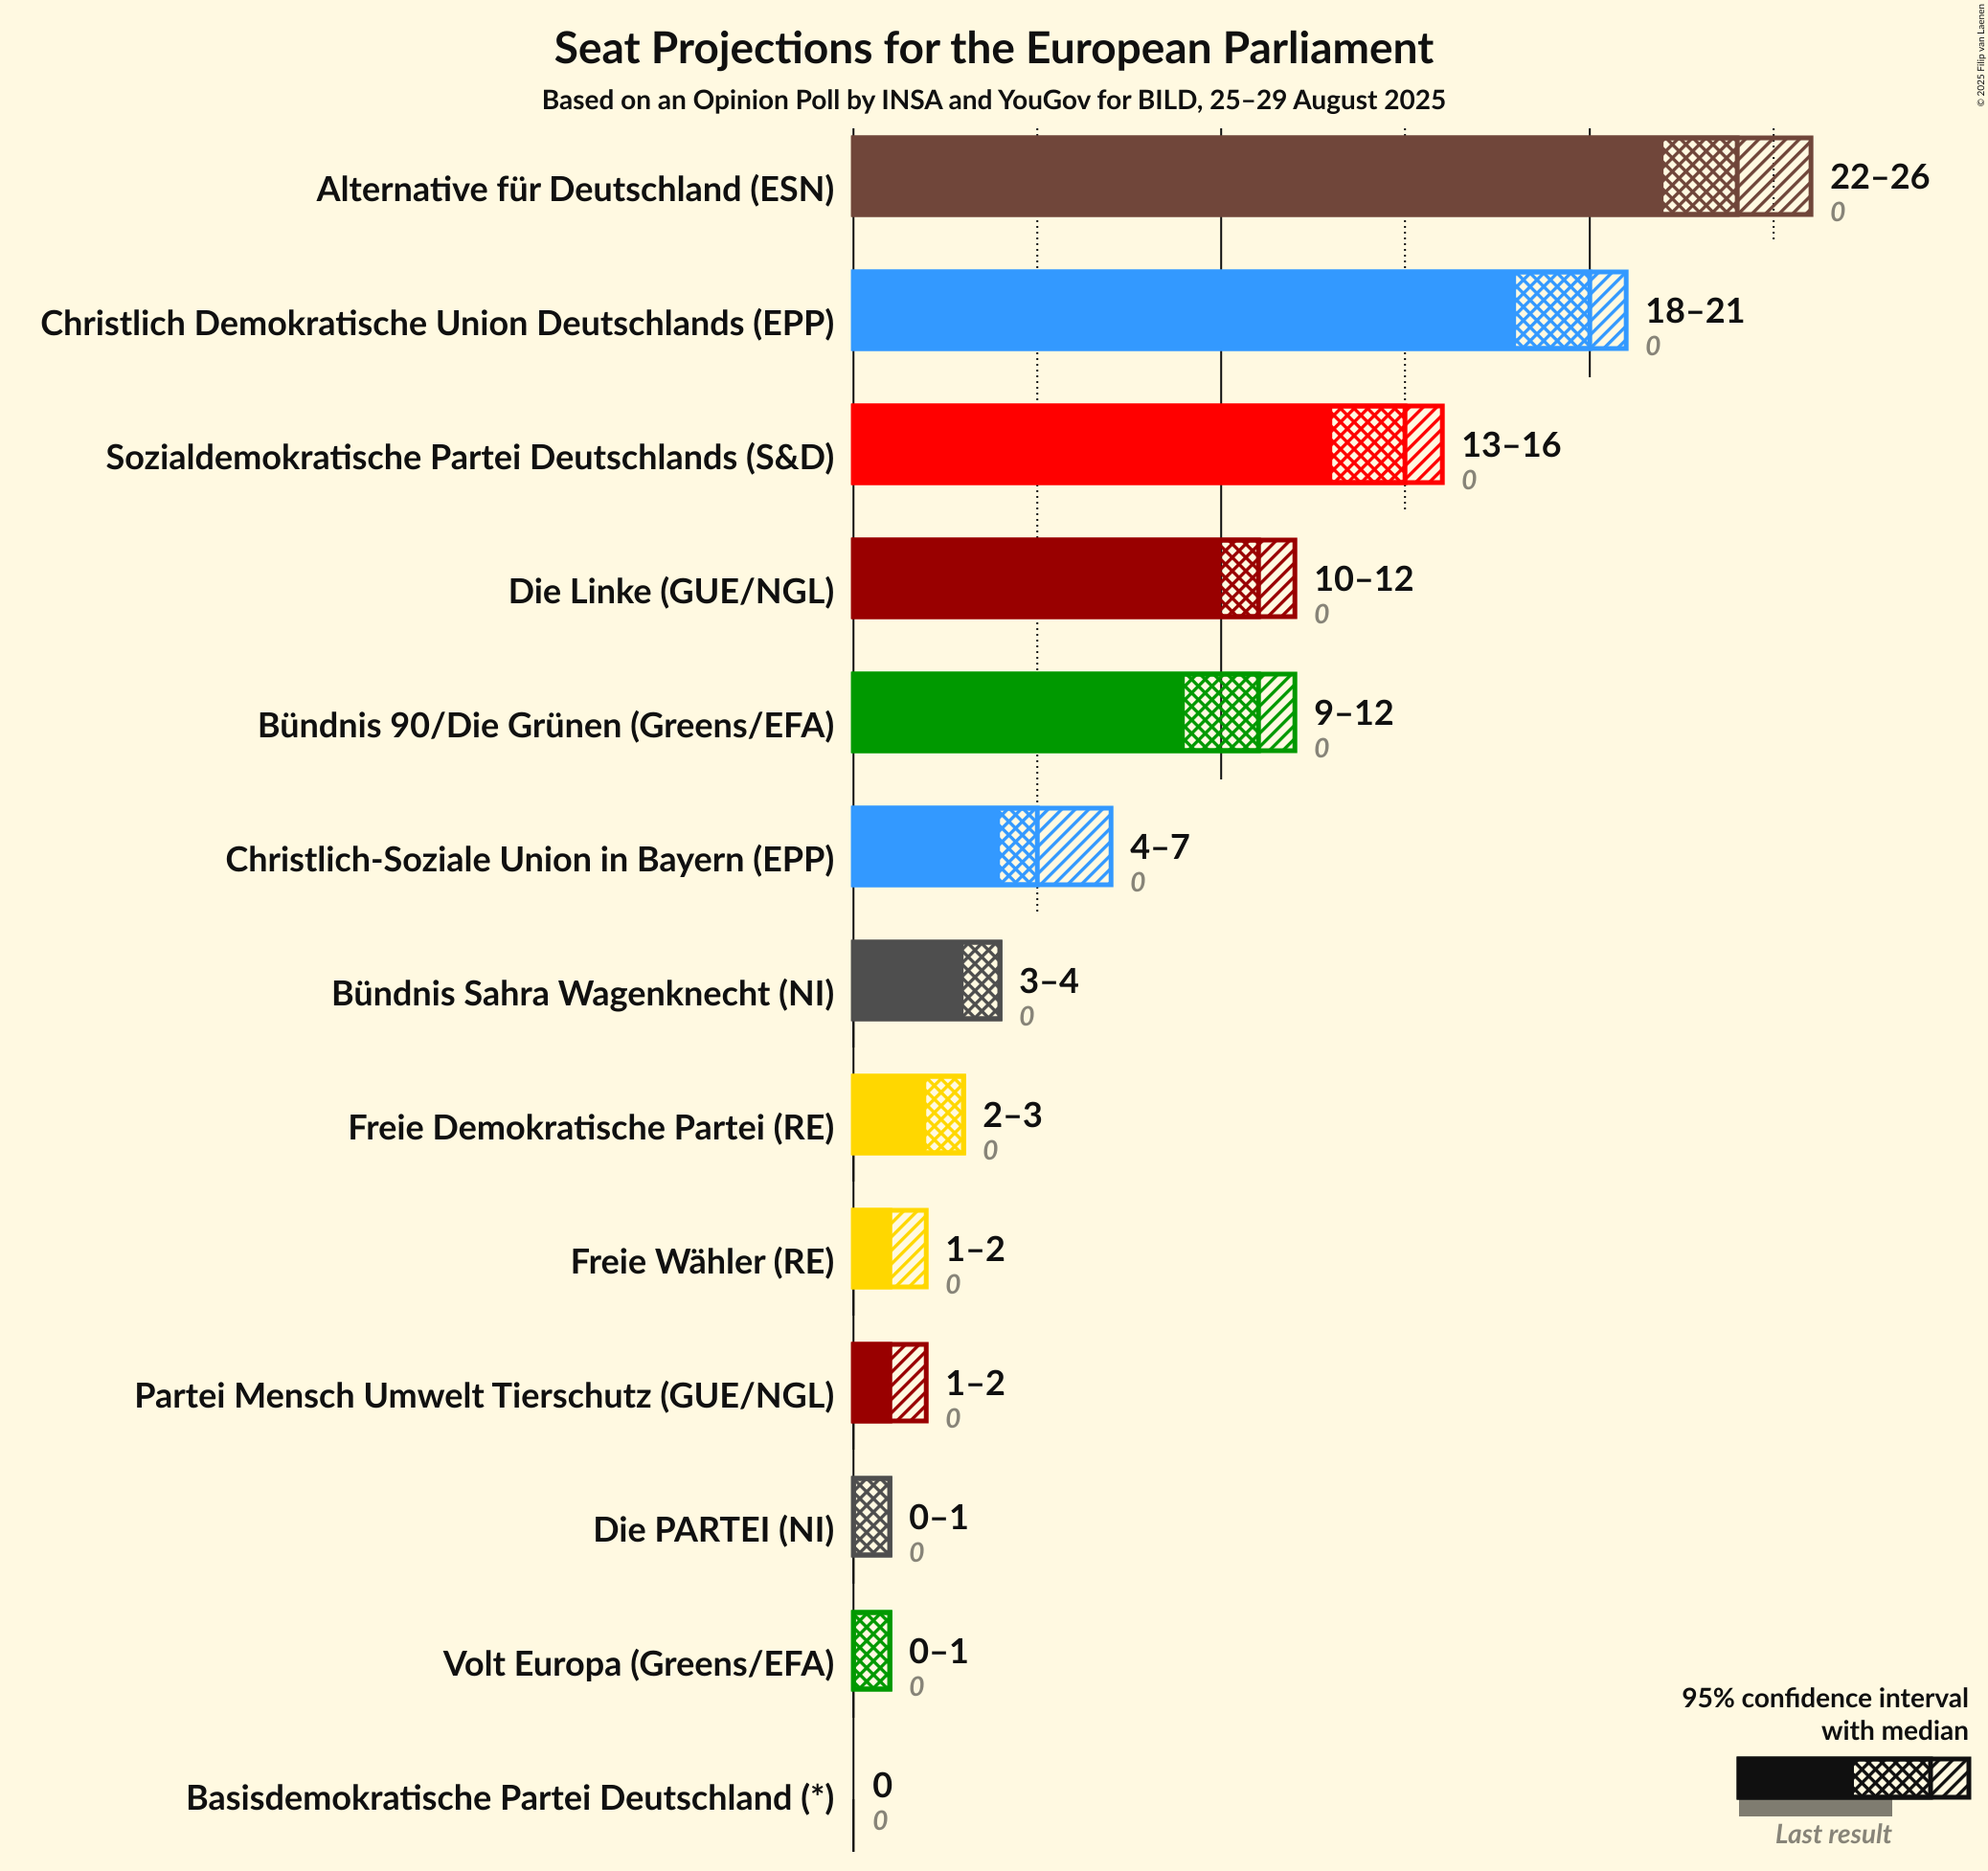 Seat Projections for the European Parliament
Based on an Opinion Poll by INSA and YouGov for BILD, 25–29 August 2025
© 2025 Filip van Laenen
Alternative für Deutschland (ESN)
22–26
0
Christlich Demokratische Union Deutschlands (EPP)
18–21
0
Sozialdemokratische Partei Deutschlands (S&D)
13–16
0
Die Linke (GUE/NGL)
10–12
0
Bündnis 90/Die Grünen (Greens/EFA)
9–12
0
Christlich-Soziale Union in Bayern (EPP)
4–7
0
Bündnis Sahra Wagenknecht (NI)
3–4
0
Freie Demokratische Partei (RE)
2–3
0
Freie Wähler (RE)
1–2
0
Partei Mensch Umwelt Tierschutz (GUE/NGL)
1–2
0
Die PARTEI (NI)
0–1
0
Volt Europa (Greens/EFA)
0–1
0
Basisdemokratische Partei Deutschland (*)
0
0
95% confidence interval
with median
Last result